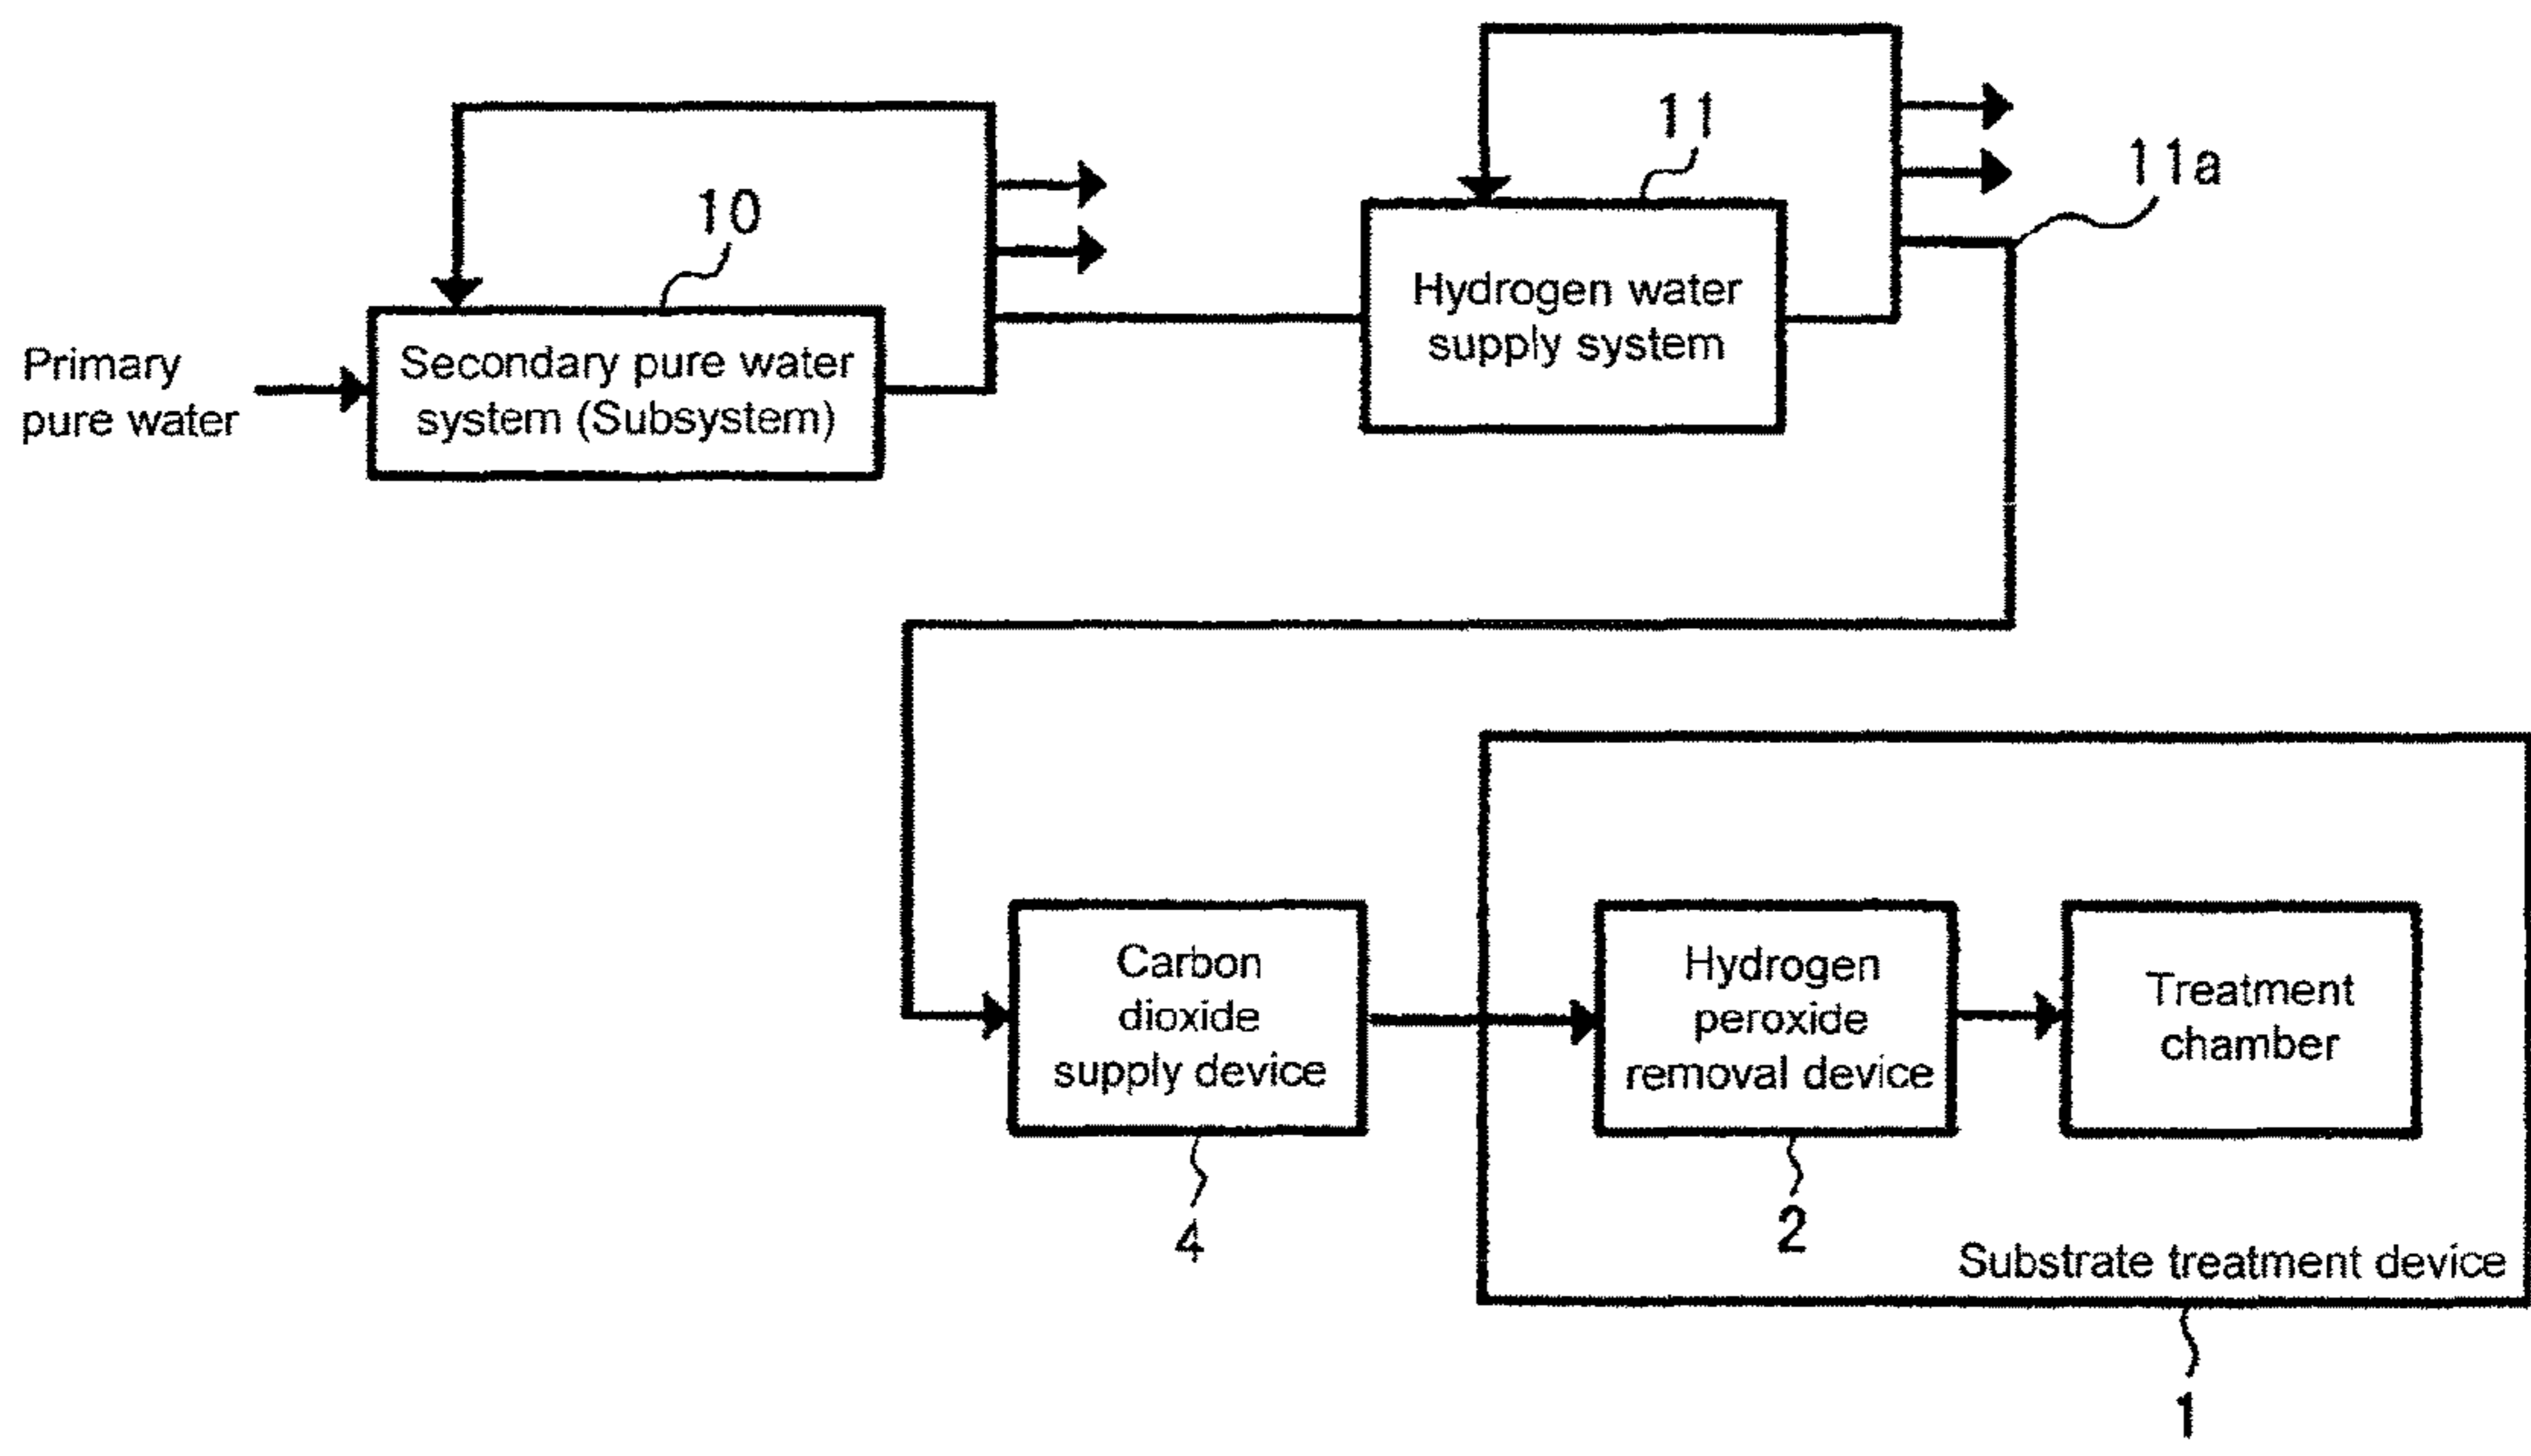 11
11a
10
Hydrogen water
supply system
Primary
pure water
Secondary pure water
system (Subsystem)
Carbon
dioxide
supply device
Hydrogen
peroxide
removal device
Treatment
chamber
4
2
Substrate treatment device
1